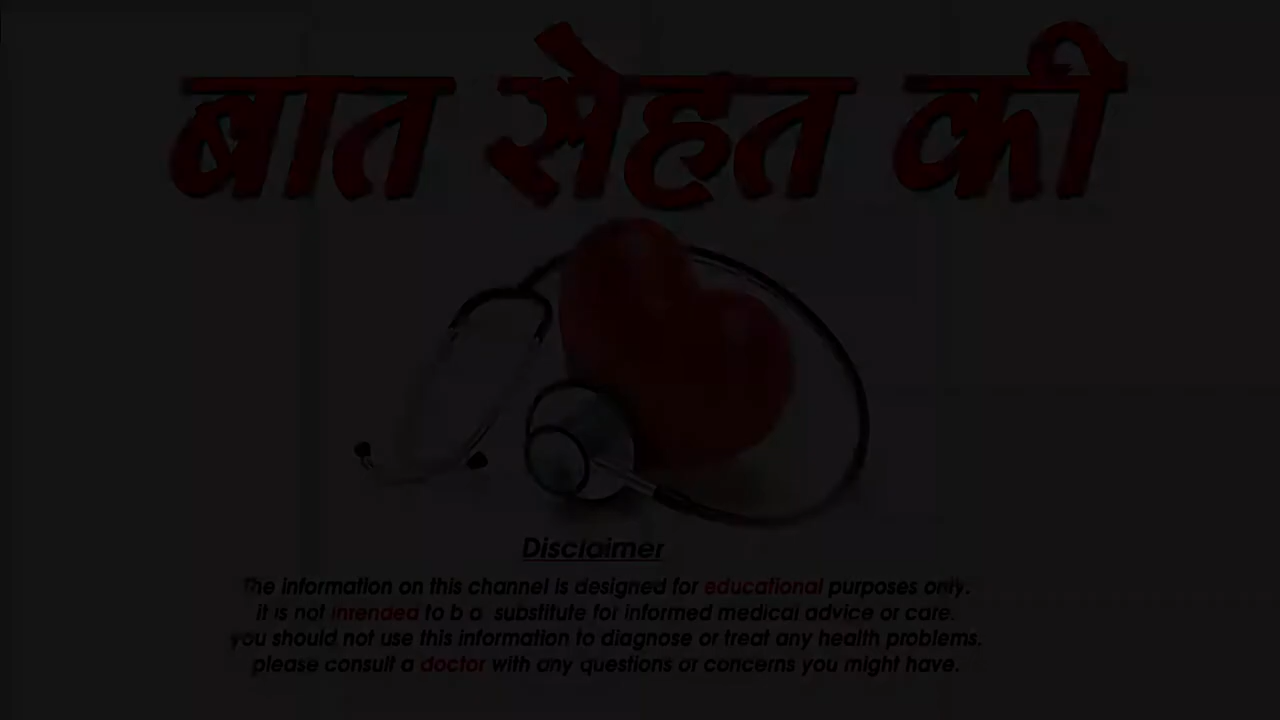 बात सेहत की
Disclaimer
The information on this channel is designed for educational purposes only.
it is not inrended to b a substitute for informed medical advice or care.
you should not use this information to diagnose or treat any health problems.
please consult a doctor with any questions or concerns you might have.